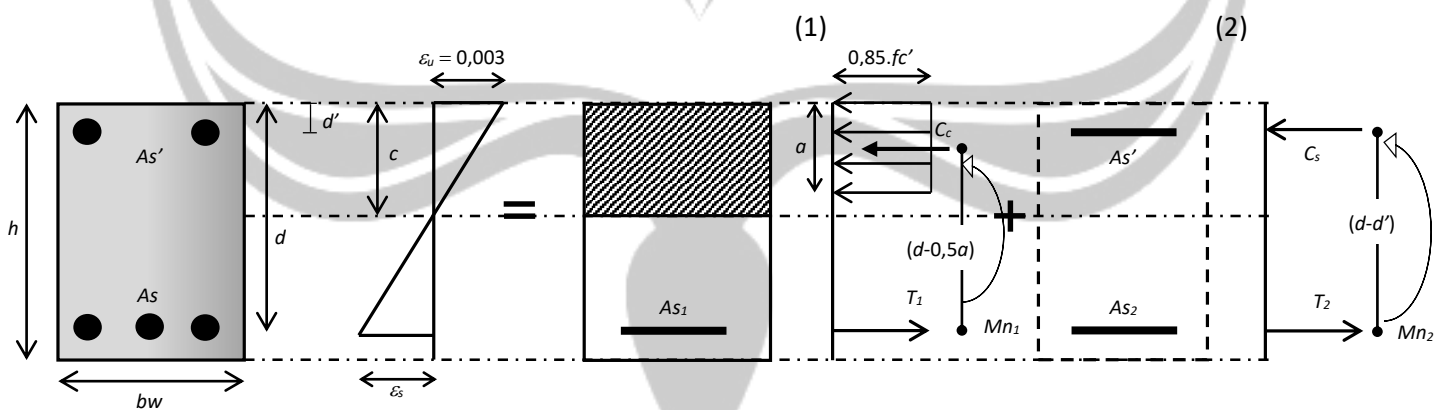 (1)
(2)
εu = 0,003
0,85.fc’
d’
As’
c
a
Cc
As’
Cs
h
d
(d-0,5a)
(d-d’)
As
As1
T1
Mn1
As2
T2
Mn2
εs
bw
=
+